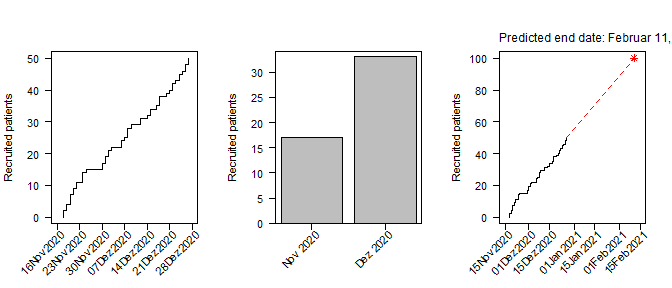 Predicted end date: Februar 11,
Recruited patients
50
40
30
20
10
0
16Nov2020
23Nov2020
30Nov2020
07Dez2020
14Dez2020
21Dez2020
28Dez2020
Recruited patients
30
25
20
15
10
5
0
Nov 2020
Dez 2020
Recruited patients
100
80
60
40
20
0
15Nov2020
01Dez2020
15Dez2020
01Jan2021
15Jan2021
01Feb2021
15Feb2021